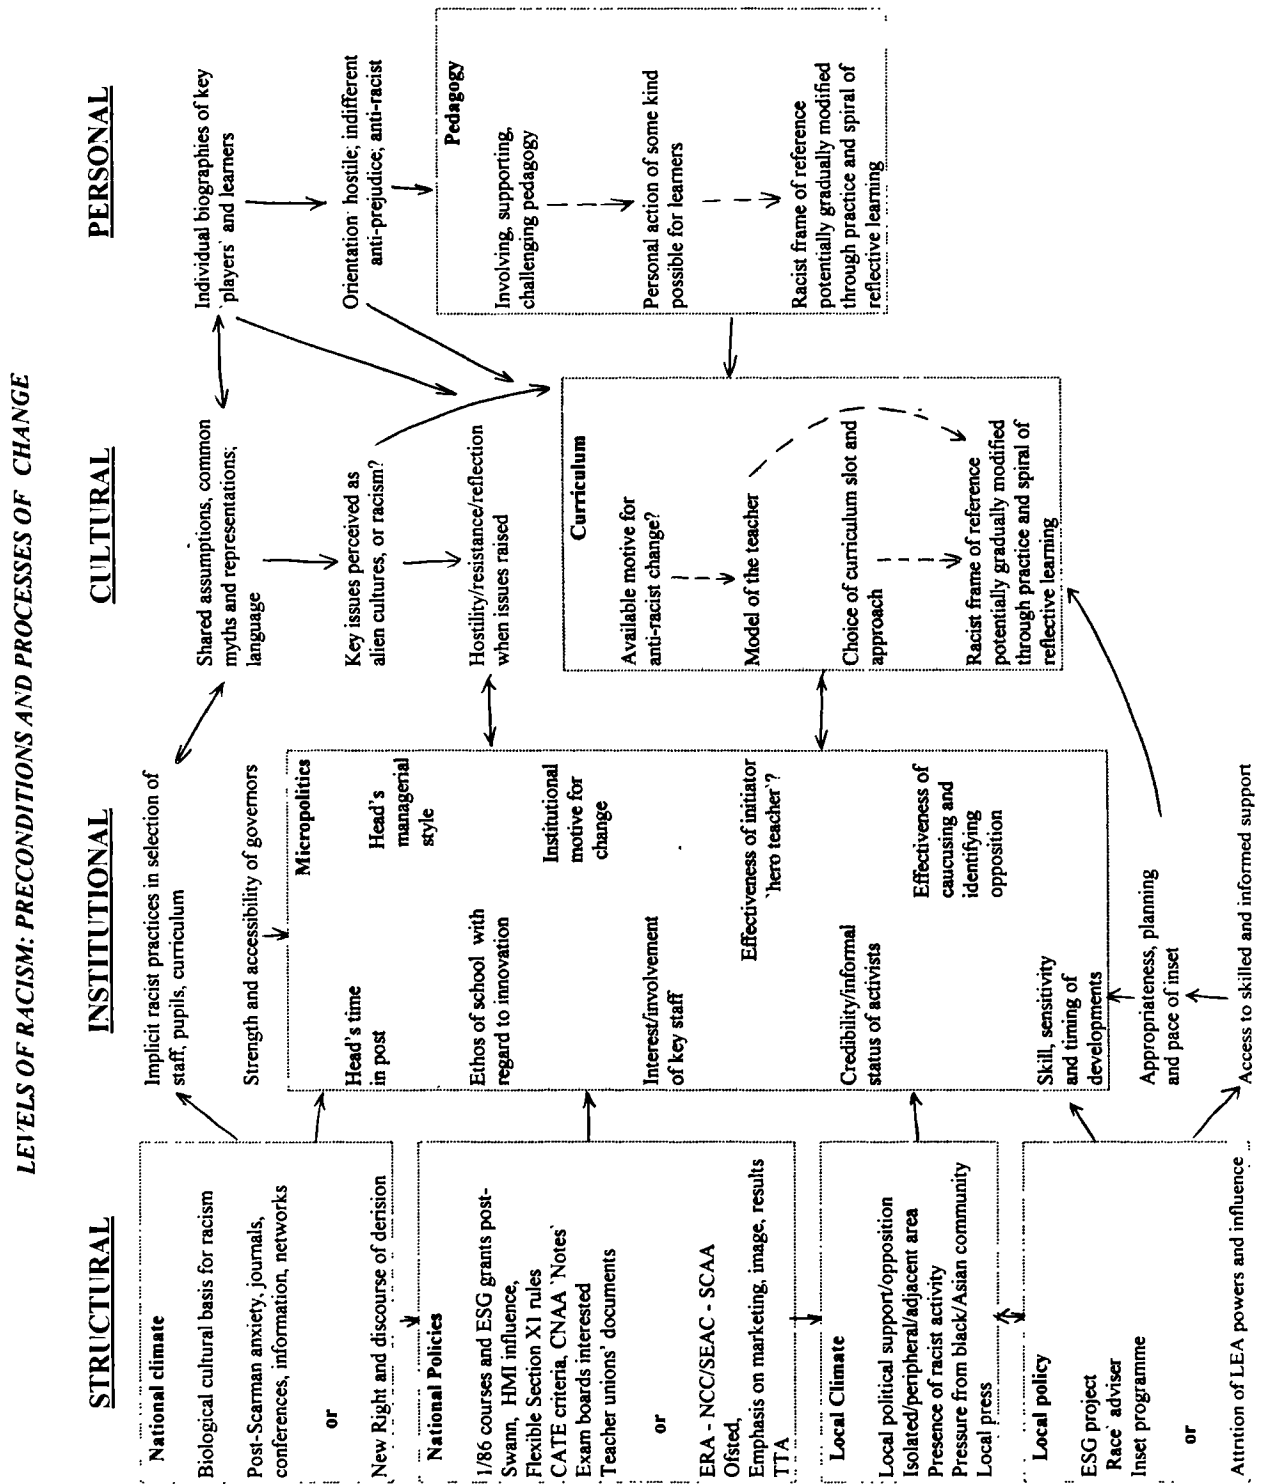 LEVELS OF RACISM: PRECONDITIONS AND PROCESSES OF CHANGE
STRUCTURAL
National climate
Biological cultural basis for racism
Post-Scarman anxiety, journals,
conferences, information, networks
or
New Right and discourse of derision
National Policies
1/86 courses and ESG grants post-
Swann, HMI influence,
Flexible Section X1 rules
CATE criteria, CNAA `Notes'
Exam boards interested
Teacher unions' documents
or
ERA - NCC/SEAC - SCAA
Ofsted,
Emphasis on marketing, image, results
TTA
Local Climate
Local political support/opposition
Isolated/peripheral/adjacent area
Presence of racist activity
Pressure from black/Asian community
Local press
Local policy
ESG project
Race` adviser
Inset programme
or
Attrition of LEA powers and influence
INSTITUTIONAL
Implicit racist practices in selection of
staff, pupils, curriculum
Strength and accessibility of governors
Micropolitics
Head's time
in post
Head's
managerial
style
Ethos of school with
regard to innovation
Institutional
motive for
change
Interest/involvement
of key staff
Effectiveness of initiator
`hero teacher`?
Credibility/informal
status of activists
Effectiveness of
caucusing and
identifying
opposition
Skill, sensitivity
and timing of
developments
Appropriateness, planning
and pace of inset
Access to skilled and informed support
CULTURAL
Shared assumptions, common
myths and representations;
language
Key issues perceived as
alien cultures, or racism?
Hostility/resistance/reflection
when issues raised
Curriculum
Available motive for
anti-racist change?
Model of the teacher
Choice of curriculum slot and
approach
Racist frame of reference
potentially gradually modified
through practice and spiral of
reflective learning
PERSONAL
Individual biographies of key
`players` and learners
Orientation hostile; indifferent
anti-prejudice; anti-racist
Pedagogy
Involving, supporting,
challenging pedagogy
Personal action of some kind
possible for learners
Racist frame of reference
potentially gradually modified
through practice and spiral of
reflective learning